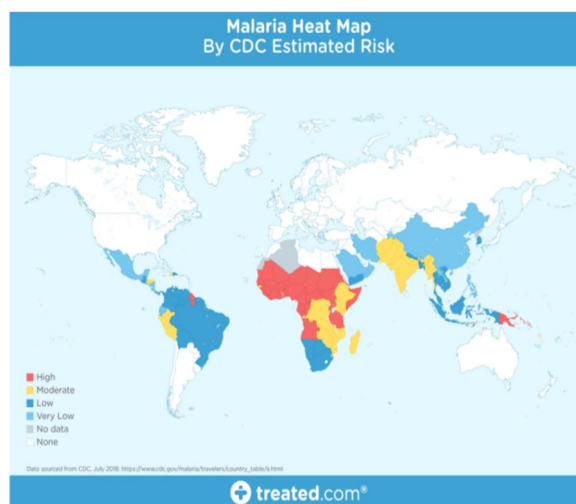 Malaria Heat Map
By CDC Estimated Risk
High
Moderate
Low
Very Low
No data
None
Data sourced from CDC, July 2018: https://www.cdc.gov/malaria/travelers/country_table/a.html
treated.com®